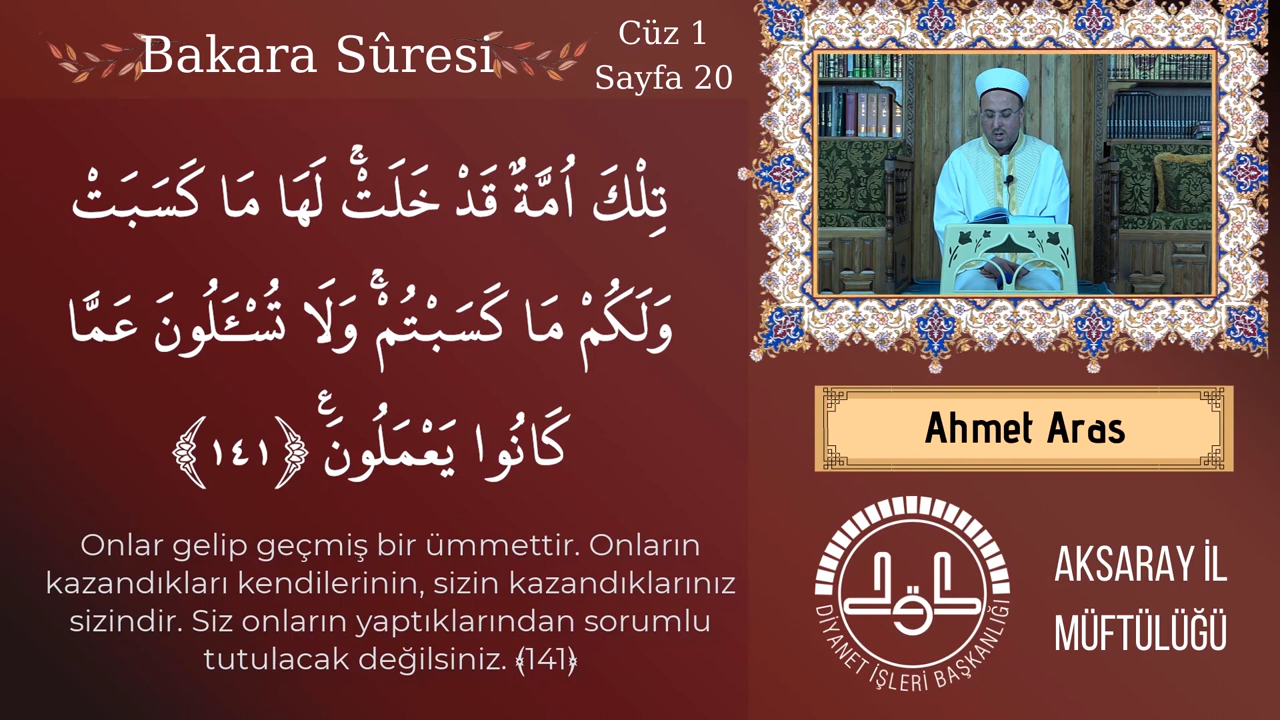 Bakara Sûresi
Cüz 1
Sayfa 20
تِلْكَ اُمَّةٌ قَدْ خَلَتْۚ لَهَا مَا كَسَبَتْ
وَلَكُمْ مَا كَسَبْتُمْۚ وَلَا تُسْـَٔلُونَ عَمَّا
كَانُوا يَعْمَلُونَࣖ ﴿١٤١﴾
Onlar gelip geçmiş bir ümmettir. Onların
kazandıkları kendilerinin, sizin kazandıklarınız
sizindir. Siz onların yaptıklarından sorumlu
tutulacak değilsiniz. ﴾141﴿
Ahmet Aras
DİYANET İŞLERİ BAŞKANLIĞI
AKSARAY İL
MÜFTÜLÜĞÜ